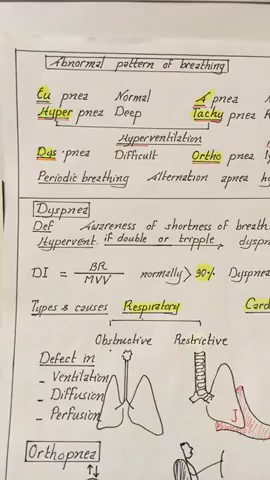 Abnormal pattern of breathing
Eu pnea Normal A pnea
Hyper pnea Deep Tachy pnea
Hyperventilation
Dys.pnea Difficult Ortho pnea
Periodic breathing Alternation apnea
Dyspnea
Def Awareness of shortness of breath
Hypervent. if double or tripple
DI = BR / MVV normally > 90% Dyspnea
Types & causes Respiratory Card
Obstructive Restrictive
Defect in
- Ventilation
- Diffusion
- Perfusion
Orthopnea